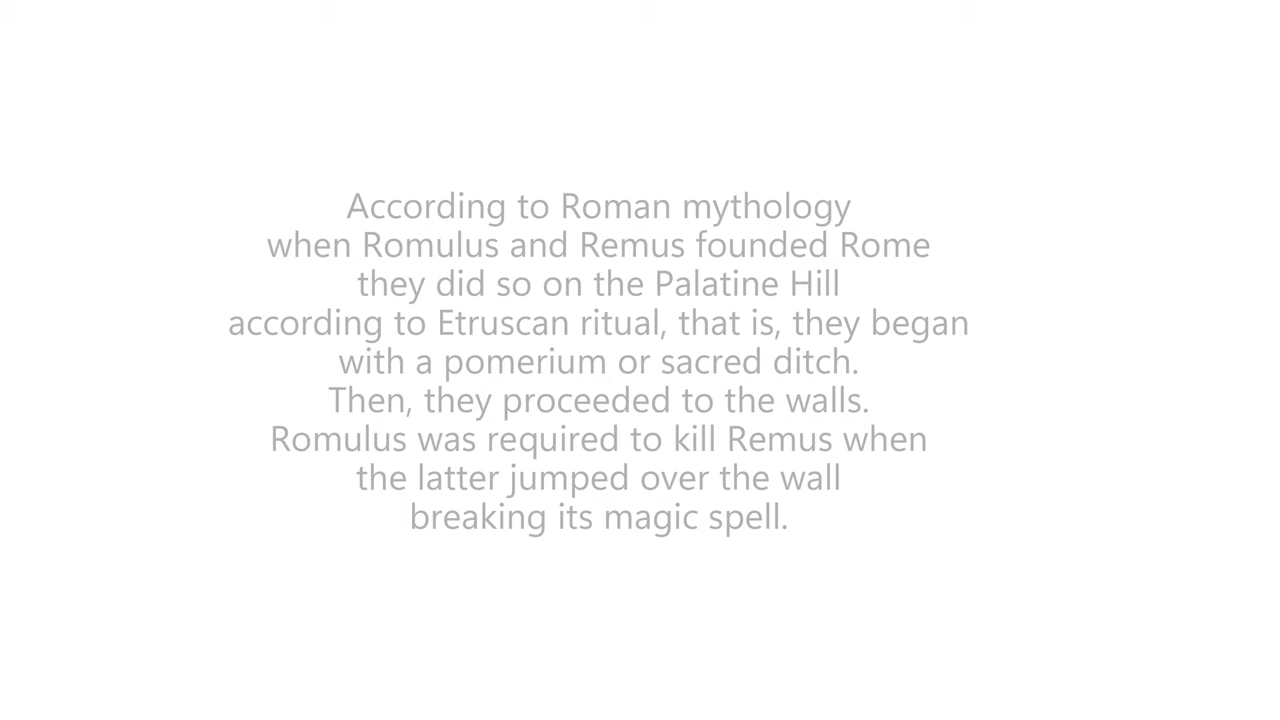 According to Roman mythology
when Romulus and Remus founded Rome
they did so on the Palatine Hill
according to Etruscan ritual, that is, they began
with a pomerium or sacred ditch.
Then, they proceeded to the walls.
Romulus was required to kill Remus when
the latter jumped over the wall
breaking its magic spell.